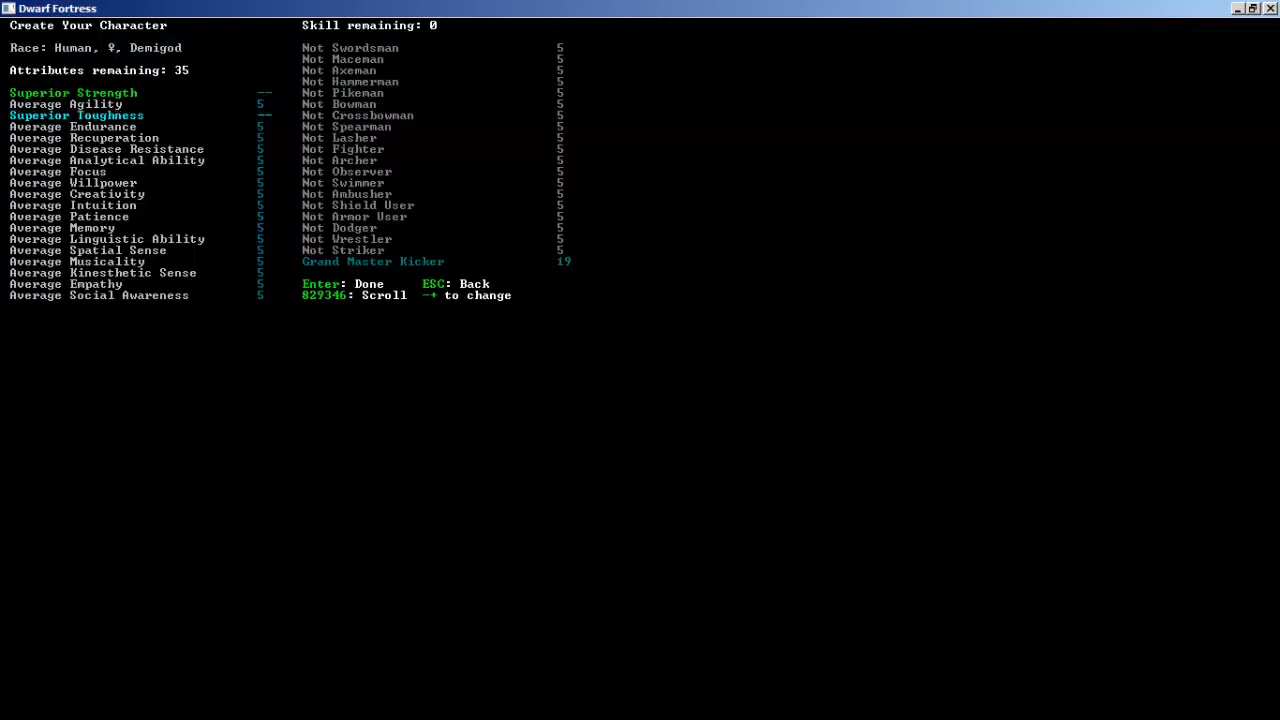 Dwarf Fortress
Create Your Character
Race: Human, ♀, Demigod
Attributes remaining: 35
Superior Strength --
Average Agility 5
Superior Toughness --
Average Endurance 5
Average Recuperation 5
Average Disease Resistance 5
Average Analytical Ability 5
Average Focus 5
Average Willpower 5
Average Creativity 5
Average Intuition 5
Average Patience 5
Average Memory 5
Average Linguistic Ability 5
Average Spatial Sense 5
Average Musicality 5
Average Kinesthetic Sense 5
Average Empathy 5
Average Social Awareness 5
Skill remaining: 0
Not Swordsman 5
Not Maceman 5
Not Axeman 5
Not Hammerman 5
Not Pikeman 5
Not Bowman 5
Not Crossbowman 5
Not Spearman 5
Not Lasher 5
Not Fighter 5
Not Archer 5
Not Observer 5
Not Swimmer 5
Not Ambusher 5
Not Shield User 5
Not Armor User 5
Not Dodger 5
Not Wrestler 5
Not Striker 5
Grand Master Kicker 19
Enter: Done ESC: Back
829346: Scroll -+ to change